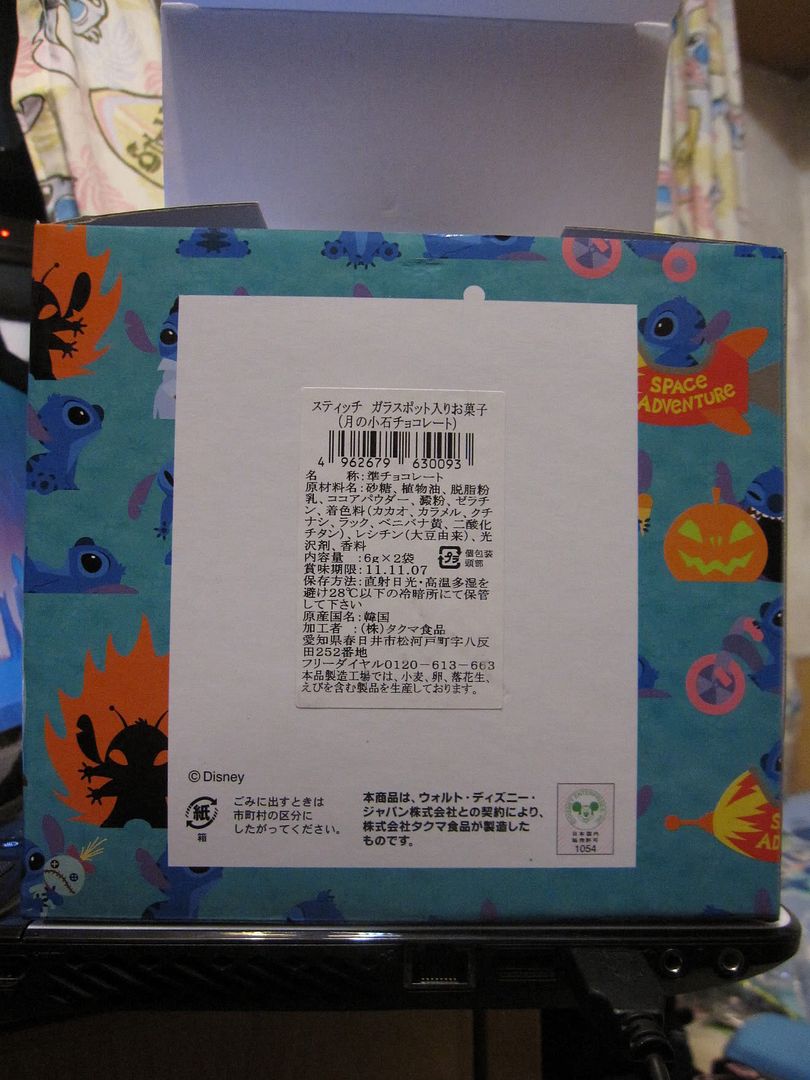 SPACE
ADVENTURE
スティッチ ガラスポット入りお菓子
(月の小石チョコレート)
4 962679 630093
名 称:準チョコレート
原材料名:砂糖、植物油、脱脂粉
乳、ココアパウダー、澱粉、ゼラチ
ン、着色料(カカオ、カラメル、クチ
ナシ、ラック、ベニバナ黄、二酸化
チタン)、レシチン(大豆由来)、光
沢剤、香料
内容量 :6g×2袋
プラ
個包装
頭部
賞味期限:11.11.07
保存方法:直射日光・高温多湿を
避け28℃以下の冷暗所にて保管
して下さい
原産国名:韓国
加工者 :(株)タクマ食品
愛知県春日井市松河戸町字八反
田252番地
フリーダイヤル0120-613-663
本品製造工場では、小麦、卵、落花生、
えびを含む製品を生産しております。
©Disney
紙
箱
ごみに出すときは
市町村の区分に
したがってください。
本商品は、ウォルト・ディズニー・
ジャパン株式会社との契約により、
株式会社タクマ食品が製造した
ものです。
日本国内
販売許可
1054
S
AD